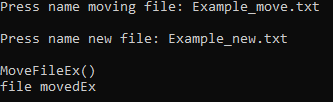 Press name moving file: Example_move.txt
Press name new file: Example_new.txt
MoveFileEx()
file movedEx